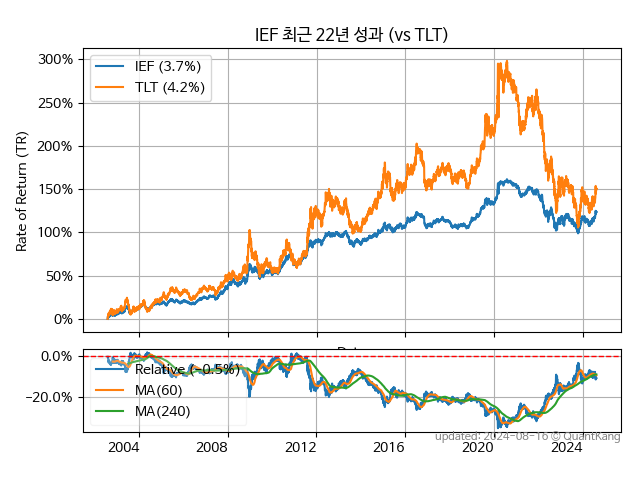 IEF 최근 22년 성과 (vs TLT)
300%
250%
200%
150%
100%
50%
0%
Rate of Return (TR)
IEF (3.7%)
TLT (4.2%)
0.0%
−20.0%
Relative (−0.5%)
MA(60)
MA(240)
2004
2008
2012
2016
2020
2024
updated: 2024-08-16 © QuantKang